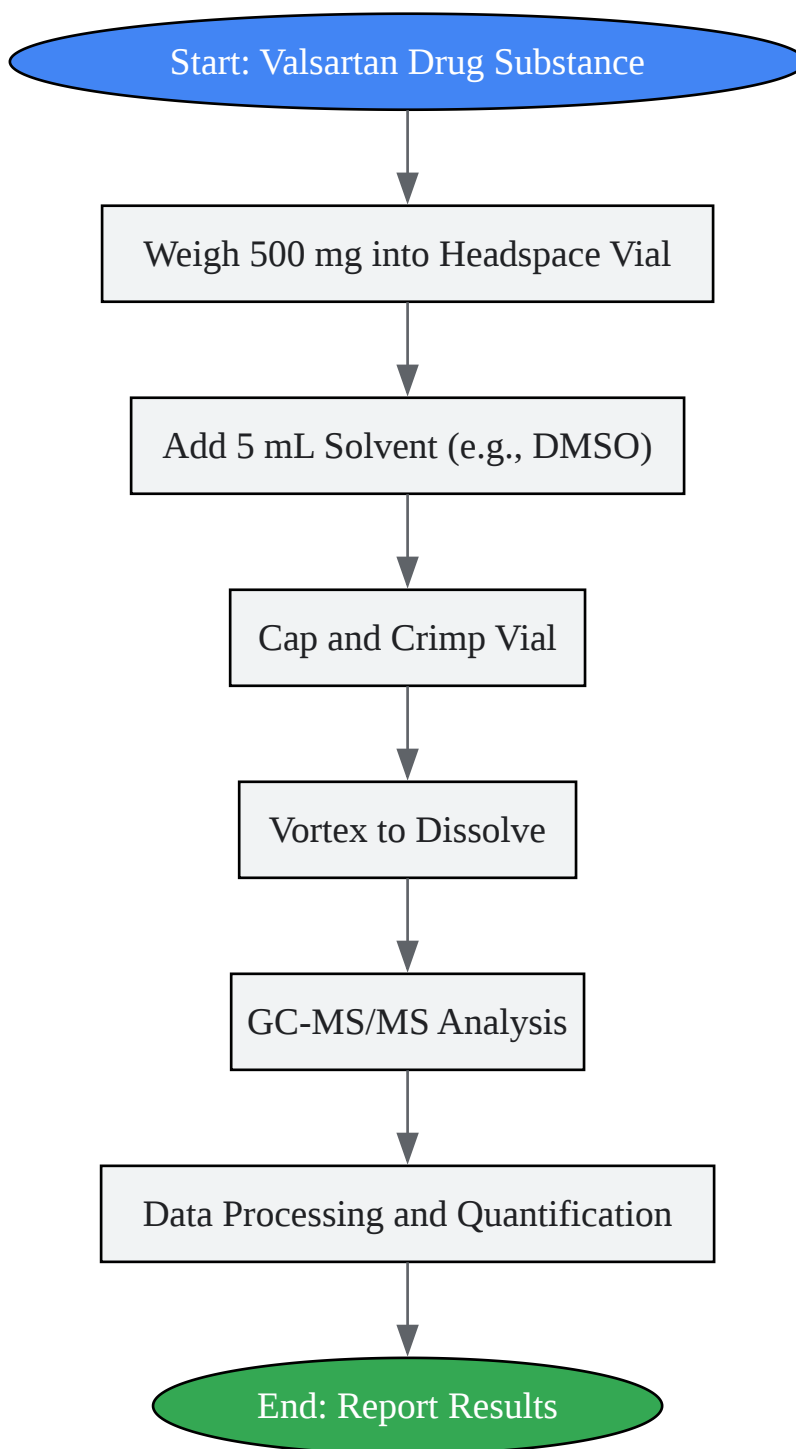 Start: Valsartan Drug Substance
Weigh 500 mg into Headspace Vial
Add 5 mL Solvent (e.g., DMSO)
Cap and Crimp Vial
Vortex to Dissolve
GC-MS/MS Analysis
Data Processing and Quantification
End: Report Results